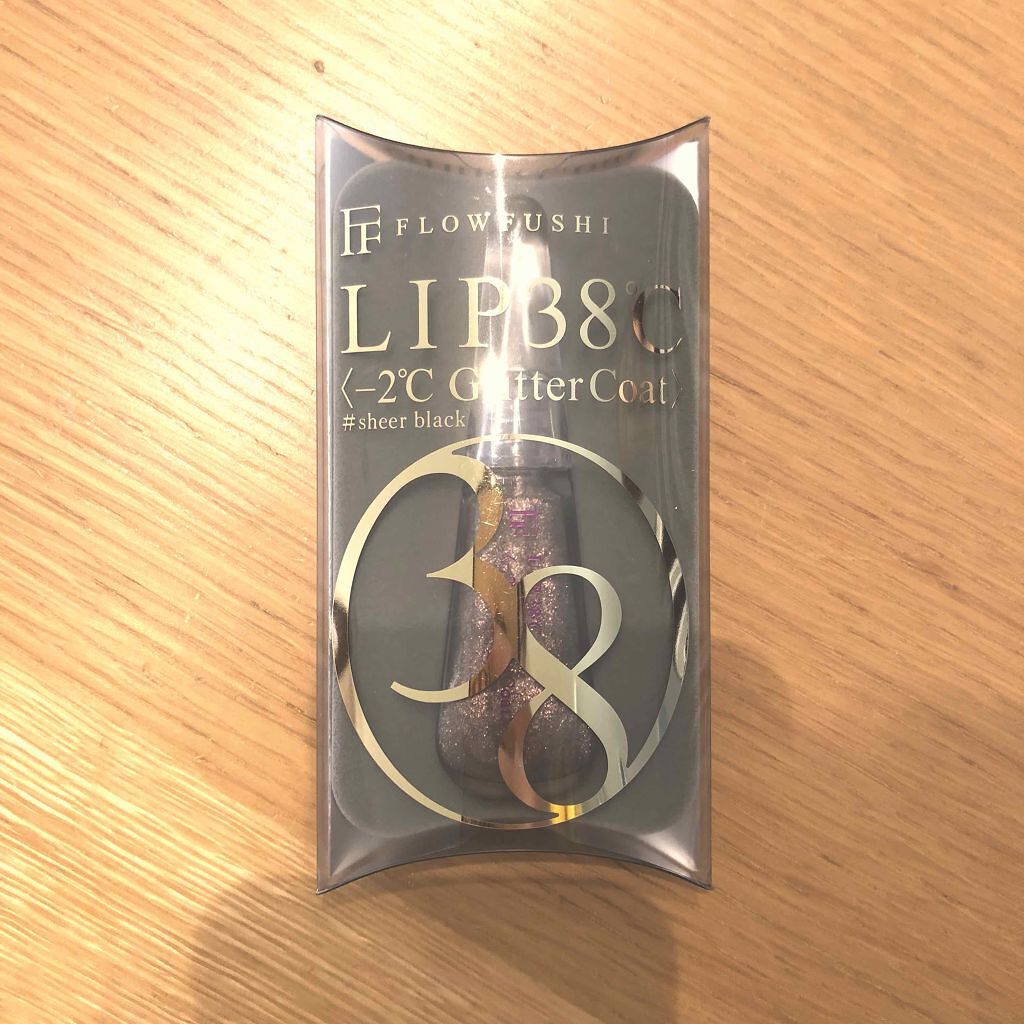 FF FLOWFUSHI
LIP38℃
〈−2℃ Glitter Coat〉
#sheer black
38